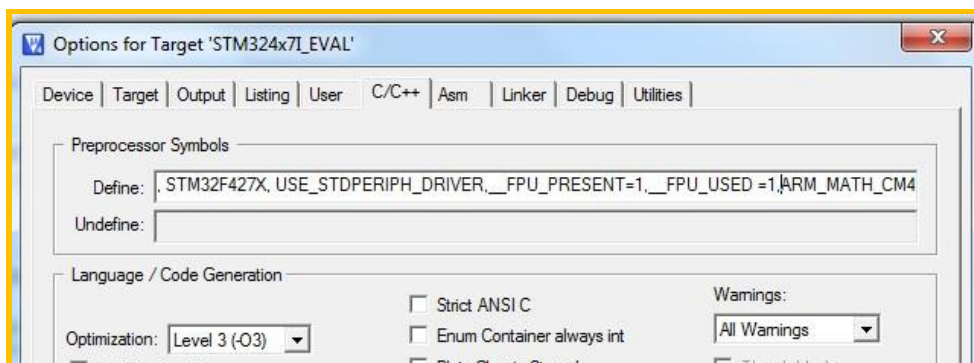 Options for Target 'STM324x7I_EVAL'
Device Target Output Listing User C/C++ Asm Linker Debug Utilities
Preprocessor Symbols
Define: , STM32F427X, USE_STDPERIPH_DRIVER,__FPU_PRESENT=1,__FPU_USED =1,ARM_MATH_CM4
Undefine:
Language / Code Generation
Strict ANSI C
Warnings:
Optimization: Level 3 (-O3)
Enum Container always int
All Warnings